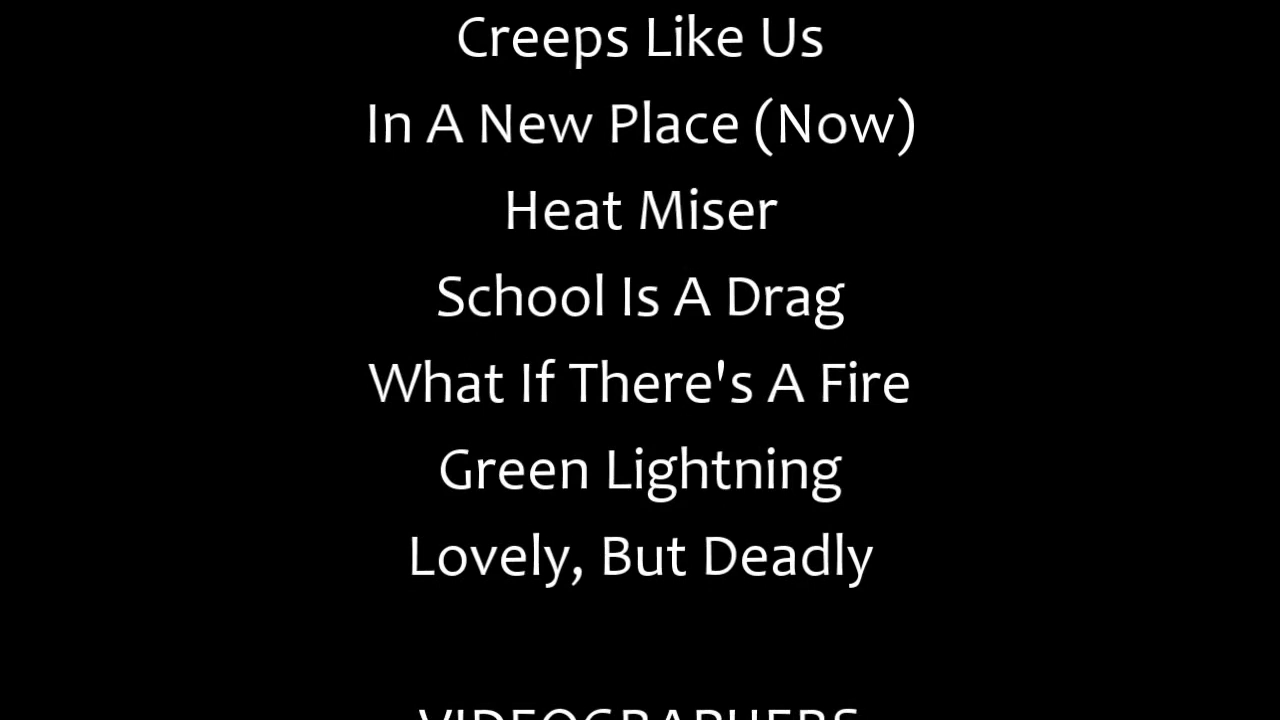 Creeps Like Us
In A New Place (Now)
Heat Miser
School Is A Drag
What If There's A Fire
Green Lightning
Lovely, But Deadly
VIDEOGRAPHERS